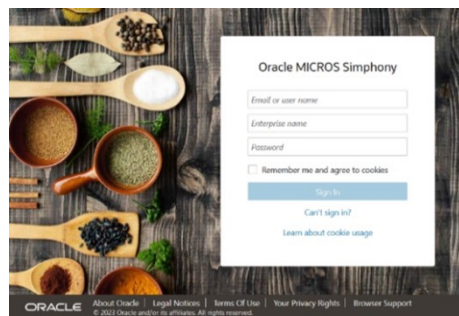 Oracle MICROS Simphony
Email or user name
Enterprise name
Password
Remember me and agree to cookies
Sign In
Can't sign in?
Learn about cookie usage
ORACLE
About Oracle | Legal Notices | Terms Of Use | Your Privacy Rights | Browser Support
© 2023 Oracle and/or its affiliates. All rights reserved.